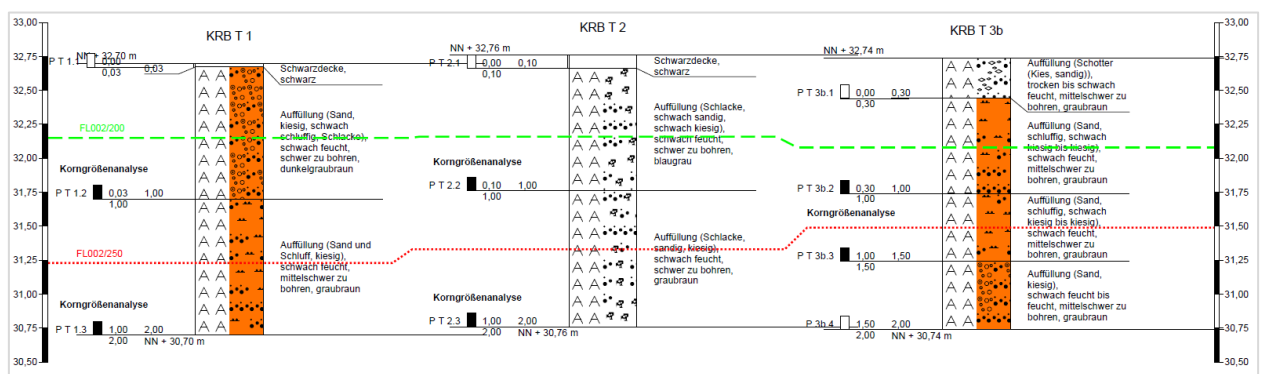 33,00
32,75
32,50
32,25
32,00
31,75
31,50
31,25
31,00
30,75
30,50
KRB T 1
NN + 32,70 m
P T 1.1 0,00
0,03 0,03
Schwarzdecke,
schwarz
Auffüllung (Sand,
kiesig, schwach
schluffig, Schlacke),
schwach feucht,
schwer zu bohren,
dunkelgraubraun
FL002/200
Korngrößenanalyse
P T 1.2 0,03 1,00
1,00
Auffüllung (Sand und
Schluff, kiesig),
schwach feucht,
mittelschwer zu
bohren, graubraun
FL002/250
Korngrößenanalyse
P T 1.3 1,00 2,00
2,00 NN + 30,70 m
KRB T 2
NN + 32,76 m
P T 2.1 0,00 0,10
0,10
Schwarzdecke,
schwarz
Auffüllung (Schlacke,
schwach sandig,
schwach kiesig),
schwach feucht,
schwer zu bohren,
blaugrau
Korngrößenanalyse
P T 2.2 0,10 1,00
1,00
Auffüllung (Schlacke,
sandig, kiesig),
schwach feucht,
schwer zu bohren,
graubraun
Korngrößenanalyse
P T 2.3 1,00 2,00
2,00 NN + 30,76 m
KRB T 3b
NN + 32,74 m
P T 3b.1 0,00 0,30
0,30
Auffüllung (Schotter
(Kies, sandig)),
trocken bis schwach
feucht, mittelschwer zu
bohren, graubraun
Auffüllung (Sand,
schluffig, schwach
kiesig bis kiesig),
schwach feucht,
mittelschwer zu
bohren, graubraun
P T 3b.2 0,30 1,00
1,00
Korngrößenanalyse
Auffüllung (Sand,
schluffig, schwach
kiesig bis kiesig),
schwach feucht,
mittelschwer zu
bohren, graubraun
P T 3b.3 1,00 1,50
1,50
Auffüllung (Sand,
kiesig),
schwach feucht bis
feucht, mittelschwer zu
bohren, graubraun
P 3b.4 1,50 2,00
2,00 NN + 30,74 m
33,00
32,75
32,50
32,25
32,00
31,75
31,50
31,25
31,00
30,75
30,50